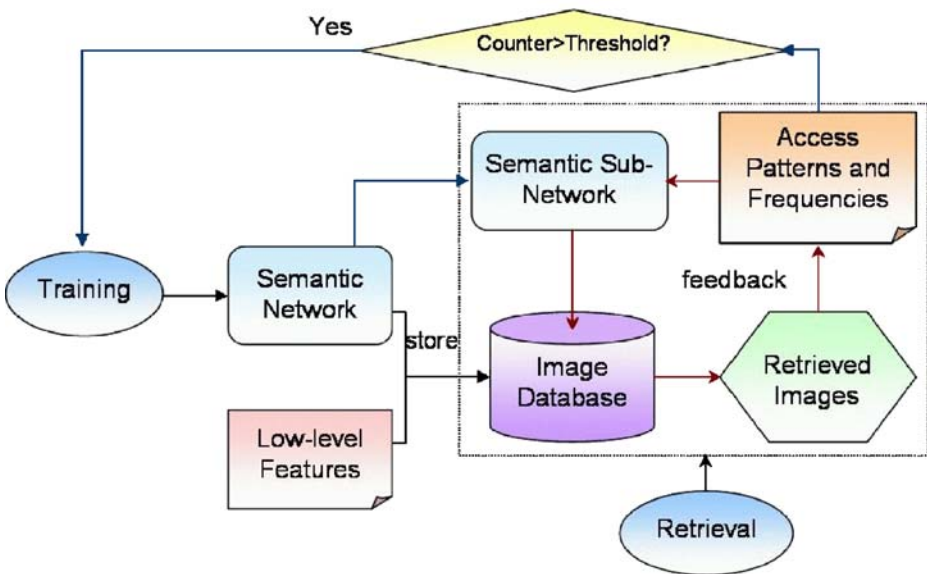 Yes
Counter>Threshold?
Access
Patterns and
Frequencies
Semantic Sub-
Network
Training
Semantic
Network
feedback
store
Image
Database
Retrieved
Images
Low-level
Features
Retrieval